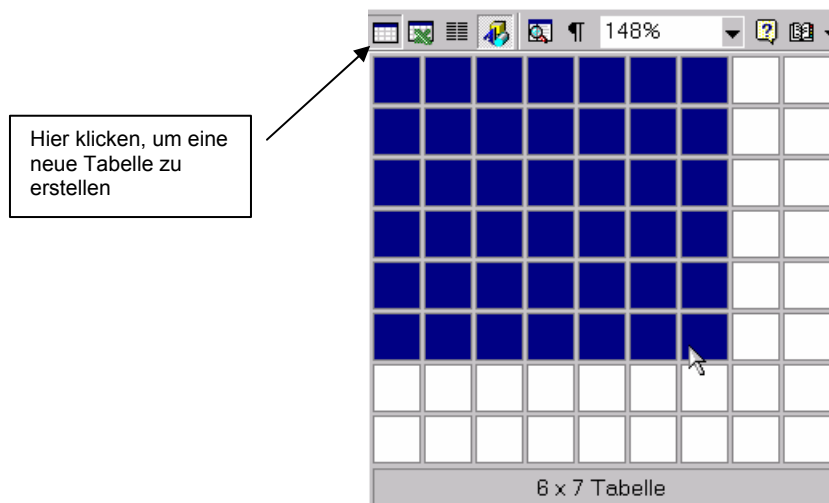 148%
Hier klicken, um eine
neue Tabelle zu
erstellen
6 x 7 Tabelle